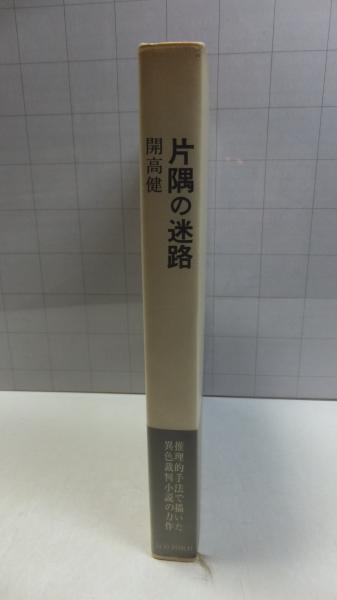 片隅の迷路
開高健
推理的手法で描いた
異色裁判小説の力作